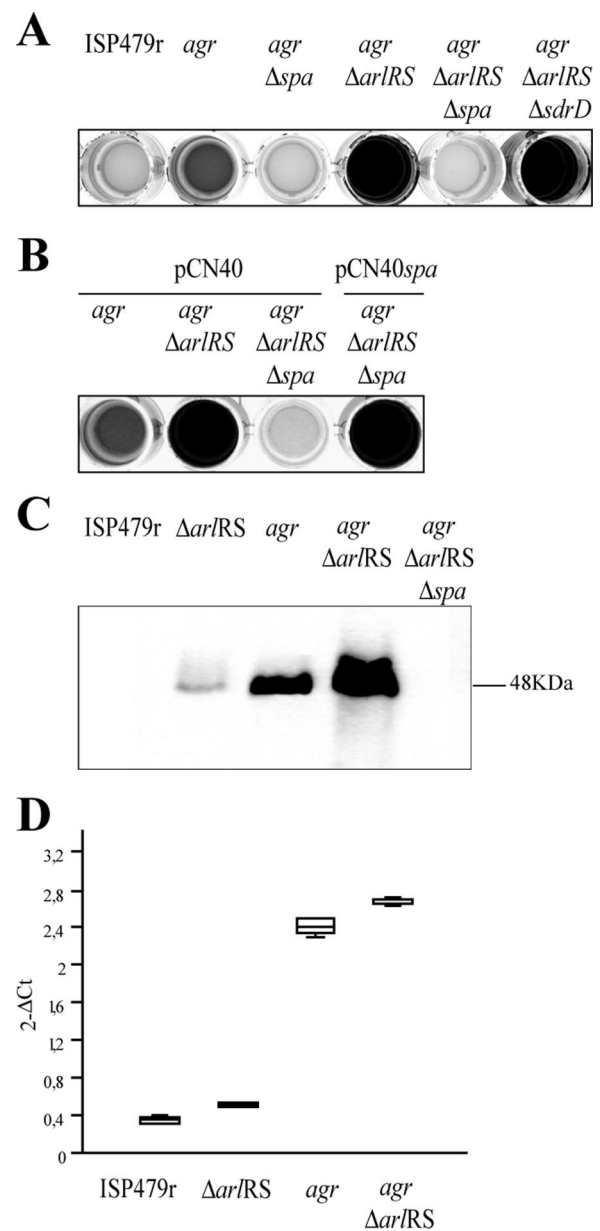 A
ISP479r agr agr agr agr agr
Δspa ΔarlRS ΔarlRS ΔarlRS
Δspa ΔsdrD
B
pCN40 pCN40spa
agr agr agr agr
ΔarlRS ΔarlRS ΔarlRS
Δspa Δspa
C
ISP479r ΔarlRS agr agr agr
ΔarlRS ΔarlRS
Δspa
48KDa
D
3,2
2,8
2,4
2
1,6
1,2
0,8
0,4
0
2-ΔCt
ISP479r ΔarlRS agr agr
ΔarlRS